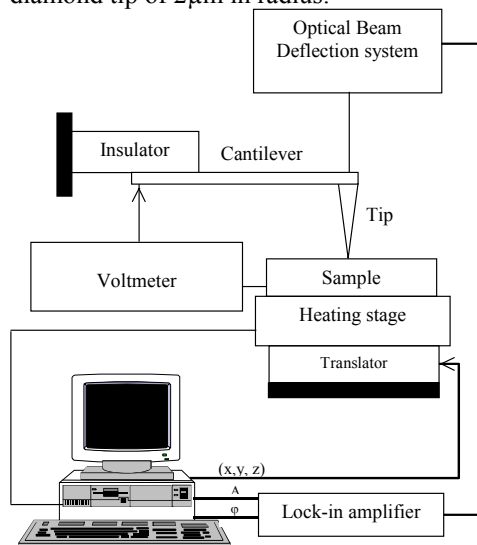 diamond tip of 2μm in radius.
Optical Beam
Deflection system
Insulator
Cantilever
Tip
Voltmeter
Sample
Heating stage
Translator
(x,y, z)
A
φ
Lock-in amplifier